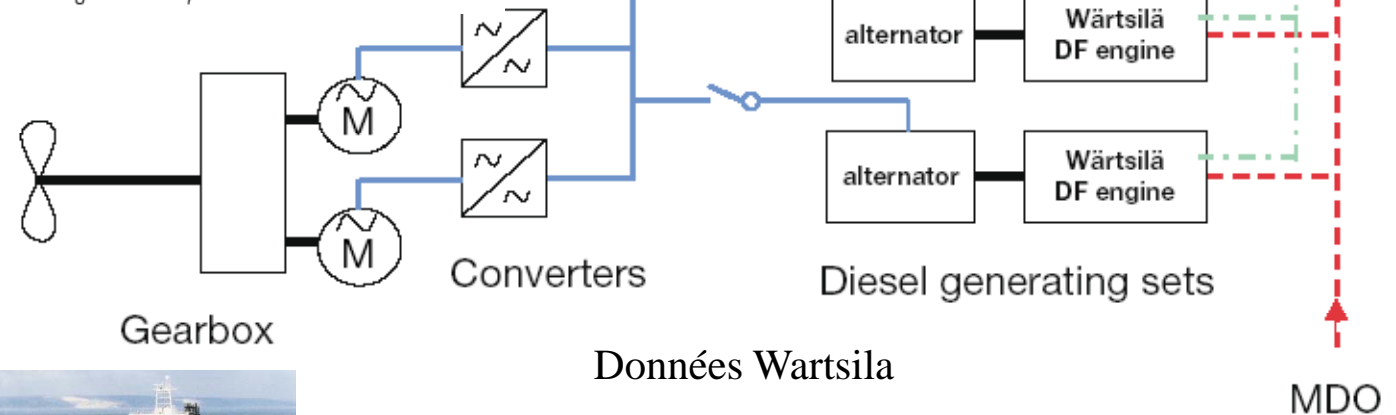 alternator
Wärtsilä
DF engine
M
alternator
Wärtsilä
DF engine
M
Converters
Diesel generating sets
Gearbox
Données Wartsila
MDO